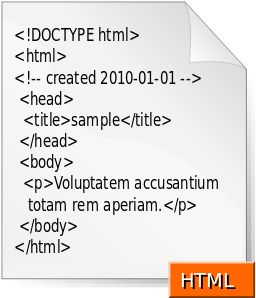 <!DOCTYPE html>
<html>
<!-- created 2010-01-01 -->
<head>
<title>sample</title>
</head>
<body>
<p>Voluptatem accusantium
totam rem aperiam.</p>
</body>
</html>
HTML